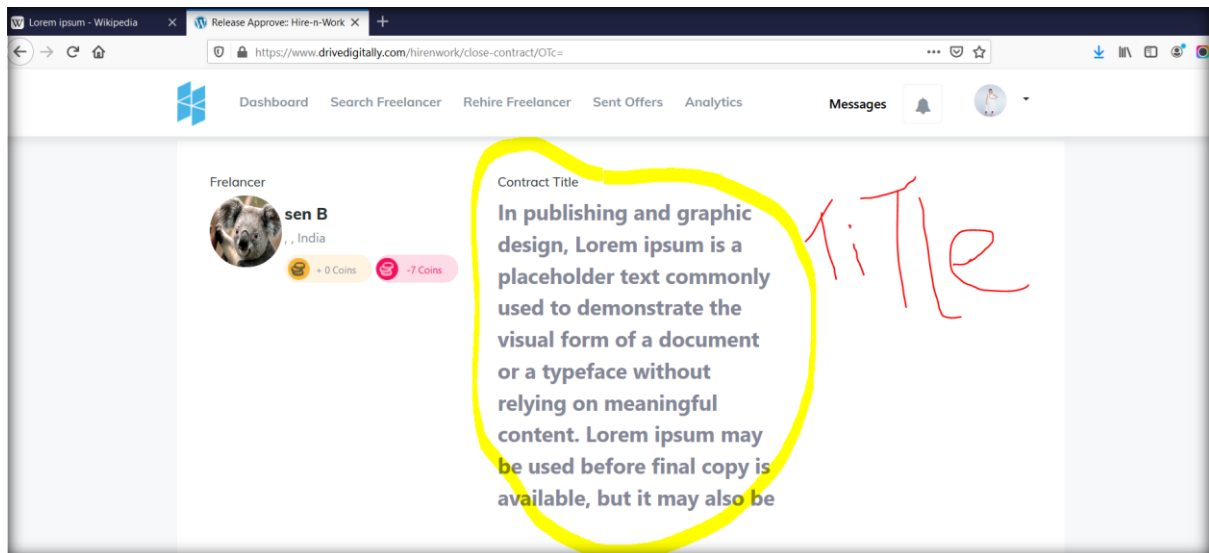 Lorem ipsum - Wikipedia
Release Approve:: Hire-n-Work
https://www.drivedigitally.com/hirenwork/close-contract/OTc=
Dashboard Search Freelancer Rehire Freelancer Sent Offers Analytics Messages
Frelancer
sen B
, , India
+ 0 Coins -7 Coins
Contract Title
In publishing and graphic
design, Lorem ipsum is a
placeholder text commonly
used to demonstrate the
visual form of a document
or a typeface without
relying on meaningful
content. Lorem ipsum may
be used before final copy is
available, but it may also be
TiTle